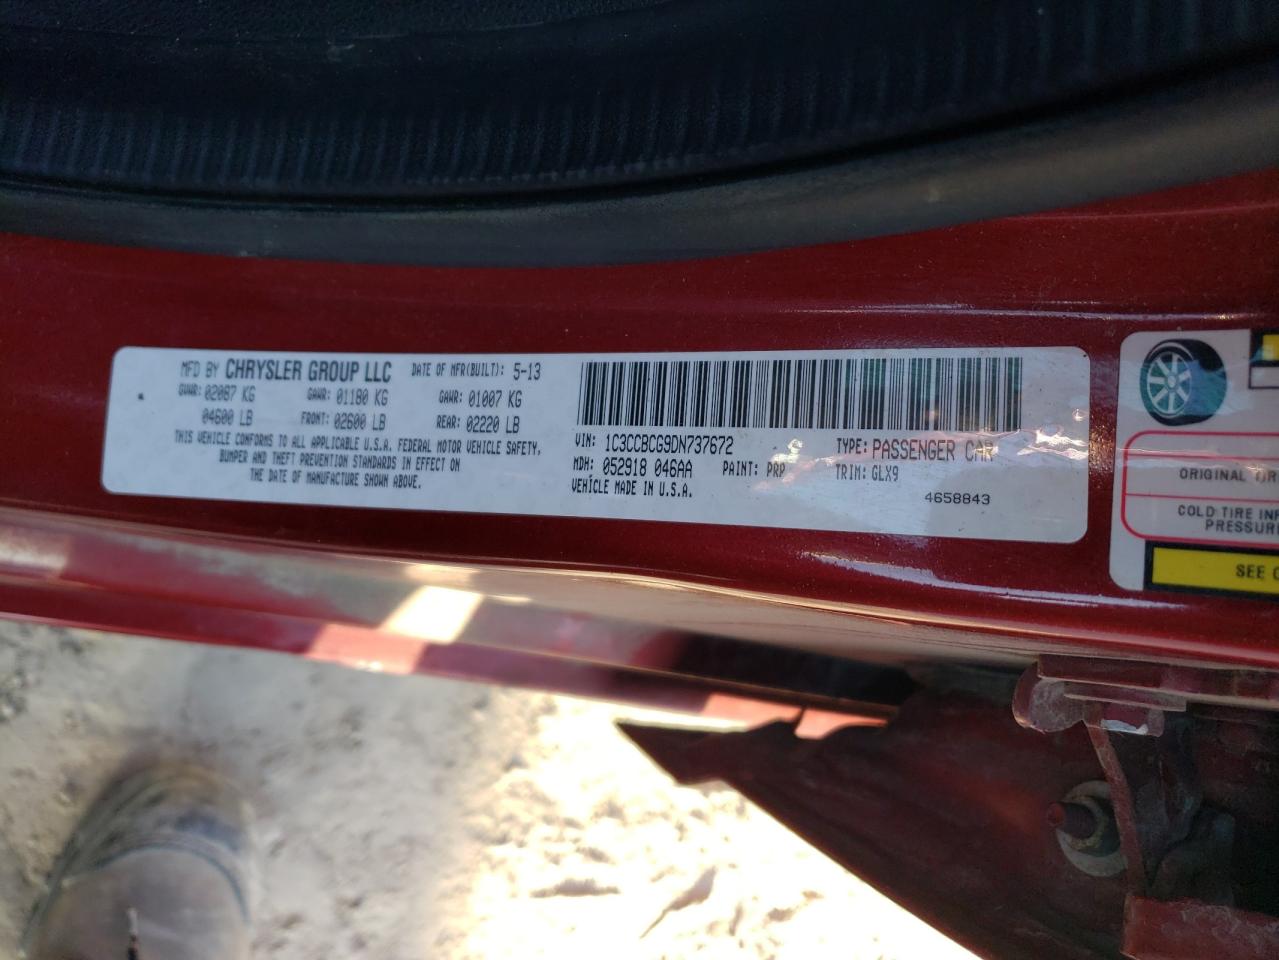 MFD BY CHRYSLER GROUP LLC DATE OF MFR(BUILT): 5-13
GVWR: 02087 KG GAWR: 01180 KG GAWR: 01007 KG
04600 LB FRONT: 02600 LB REAR: 02220 LB
THIS VEHICLE CONFORMS TO ALL APPLICABLE U.S.A. FEDERAL MOTOR VEHICLE SAFETY,
BUMPER AND THEFT PREVENTION STANDARDS IN EFFECT ON
THE DATE OF MANUFACTURE SHOWN ABOVE.
VIN: 1C3CCBCG9DN737672 TYPE: PASSENGER CAR
MDH: 052918 046AA PAINT: PRP TRIM: GLX9
VEHICLE MADE IN U.S.A.
4658843
ORIGINAL TIR
COLD TIRE INF
PRESSURE
SEE